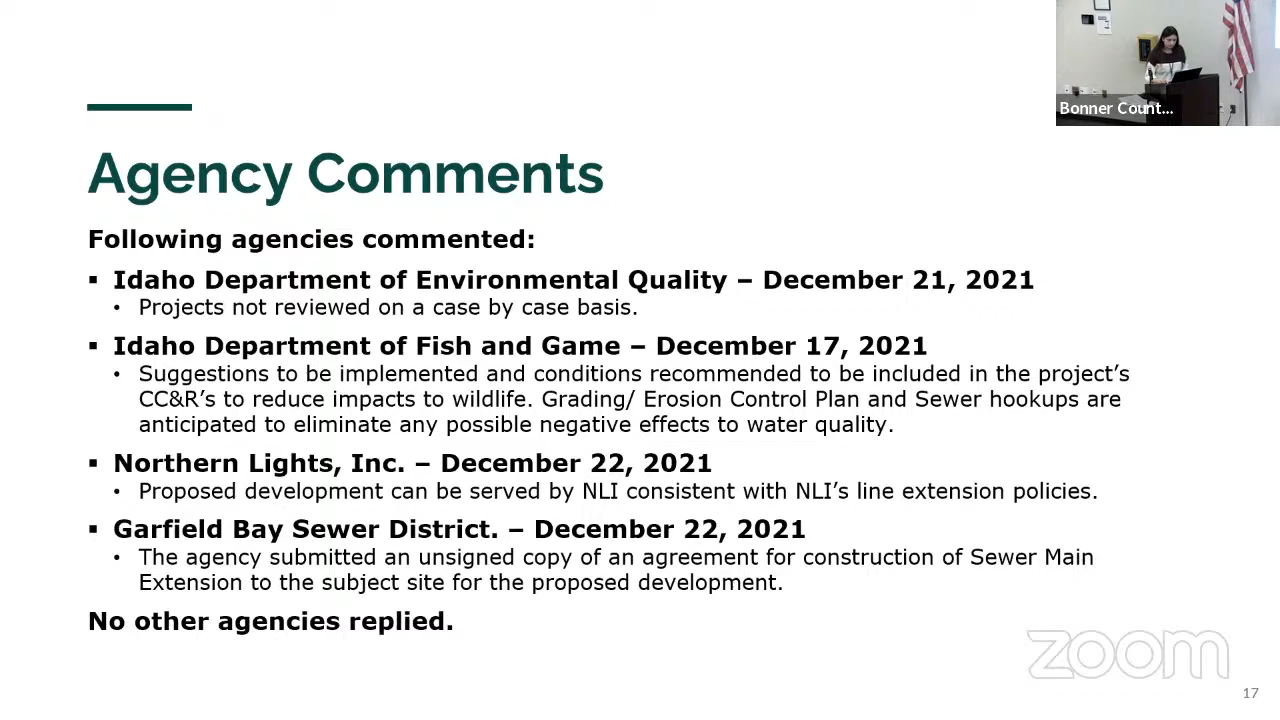 Bonner Count...
Agency Comments
Following agencies commented:
▪ Idaho Department of Environmental Quality – December 21, 2021
• Projects not reviewed on a case by case basis.
▪ Idaho Department of Fish and Game – December 17, 2021
• Suggestions to be implemented and conditions recommended to be included in the project’s
CC&R’s to reduce impacts to wildlife. Grading/ Erosion Control Plan and Sewer hookups are
anticipated to eliminate any possible negative effects to water quality.
▪ Northern Lights, Inc. – December 22, 2021
• Proposed development can be served by NLI consistent with NLI’s line extension policies.
▪ Garfield Bay Sewer District. – December 22, 2021
• The agency submitted an unsigned copy of an agreement for construction of Sewer Main
Extension to the subject site for the proposed development.
No other agencies replied.
zoom
17